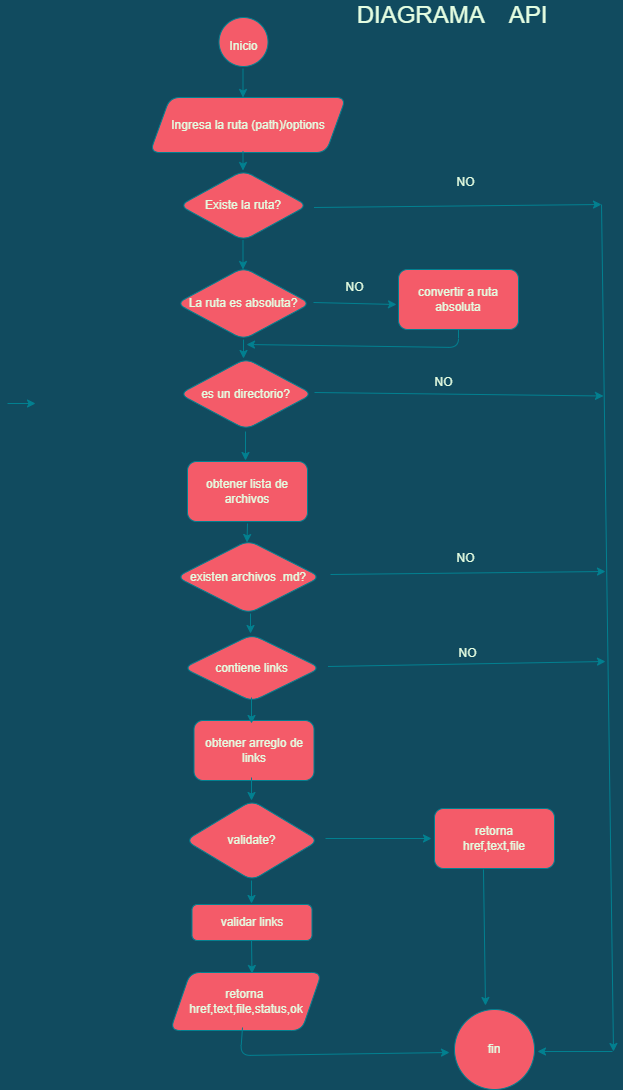 DIAGRAMA API
Inicio
Ingresa la ruta (path)/options
Existe la ruta?
NO
La ruta es absoluta?
NO
convertir a ruta
absoluta
es un directorio?
NO
obtener lista de
archivos
existen archivos .md?
NO
contiene links
NO
obtener arreglo de
links
validate?
retorna
href,text,file
validar links
retorna
href,text,file,status,ok
fin